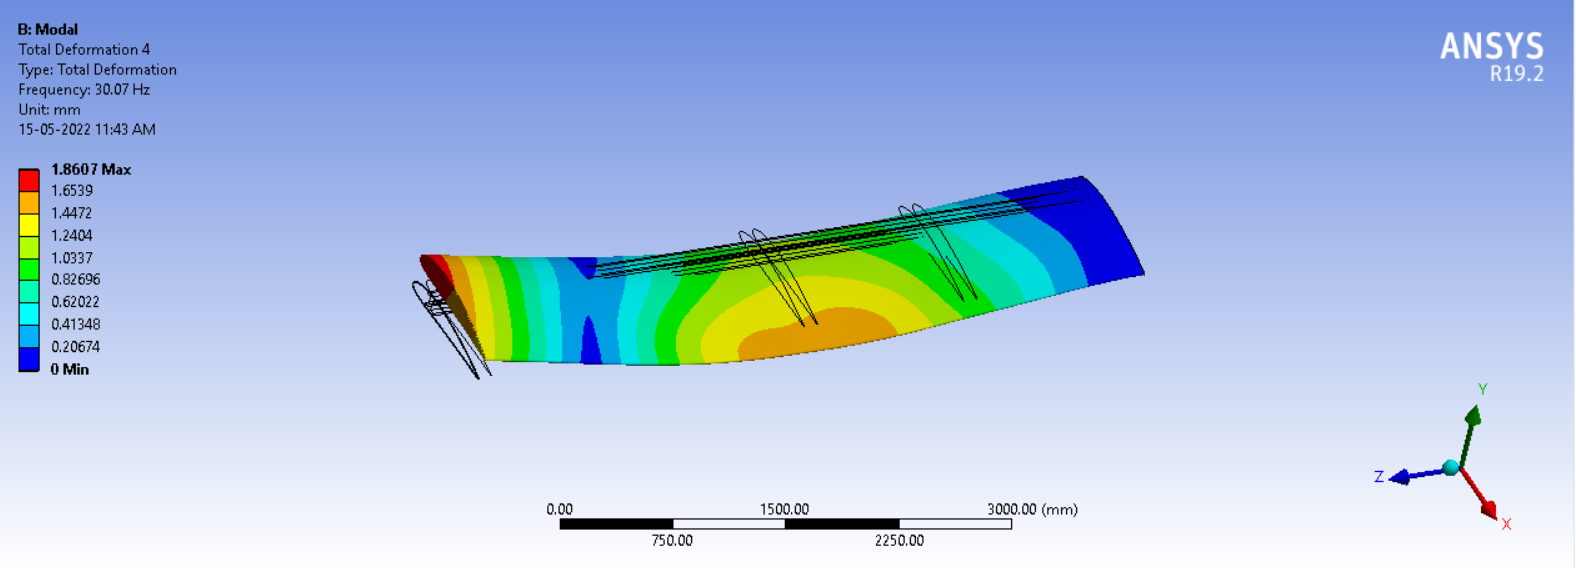 B: Modal
Total Deformation 4
Type: Total Deformation
Frequency: 30.07 Hz
Unit: mm
15-05-2022 11:43 AM
ANSYS
R19.2
1.8607 Max
1.6539
1.4472
1.2404
1.0337
0.82696
0.62022
0.41348
0.20674
0 Min
0.00 1500.00 3000.00 (mm)
750.00 2250.00
Y
Z
X